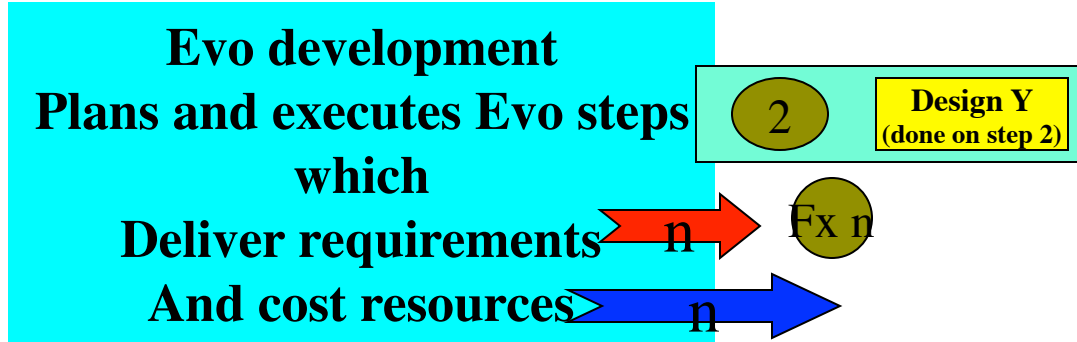 Evo development
Plans and executes Evo steps
which
Deliver requirements
And cost resources
2
Design Y
(done on step 2)
n
Fx n
n